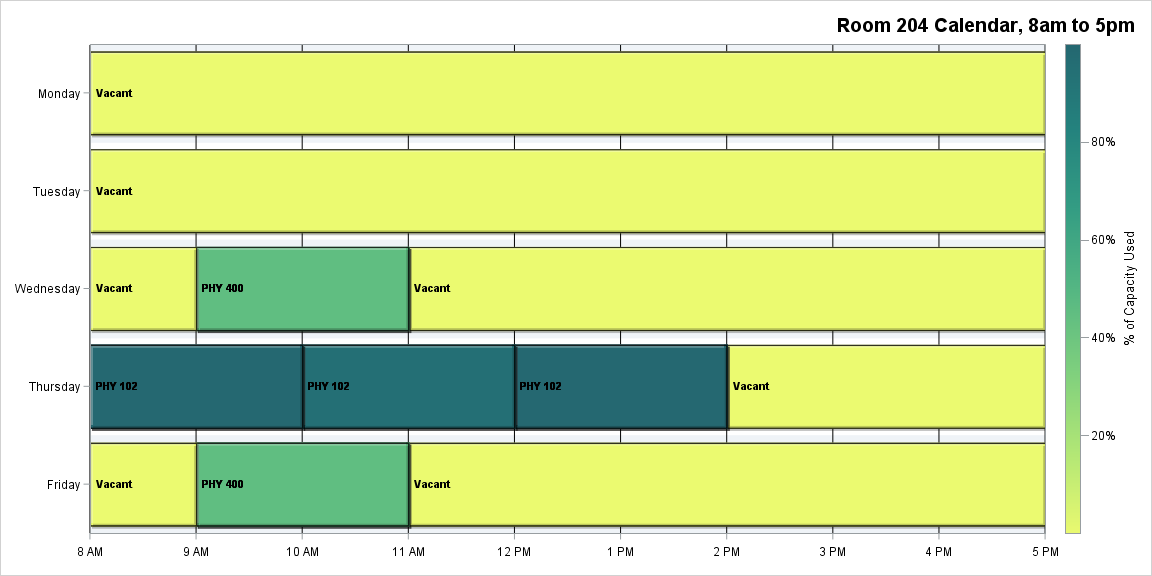 Room 204 Calendar, 8am to 5pm
Monday
Vacant
Tuesday
Vacant
Wednesday
Vacant
PHY 400
Vacant
Thursday
PHY 102
PHY 102
PHY 102
Vacant
Friday
Vacant
PHY 400
Vacant
8 AM
9 AM
10 AM
11 AM
12 PM
1 PM
2 PM
3 PM
4 PM
5 PM
80%
60%
40%
20%
% of Capacity Used